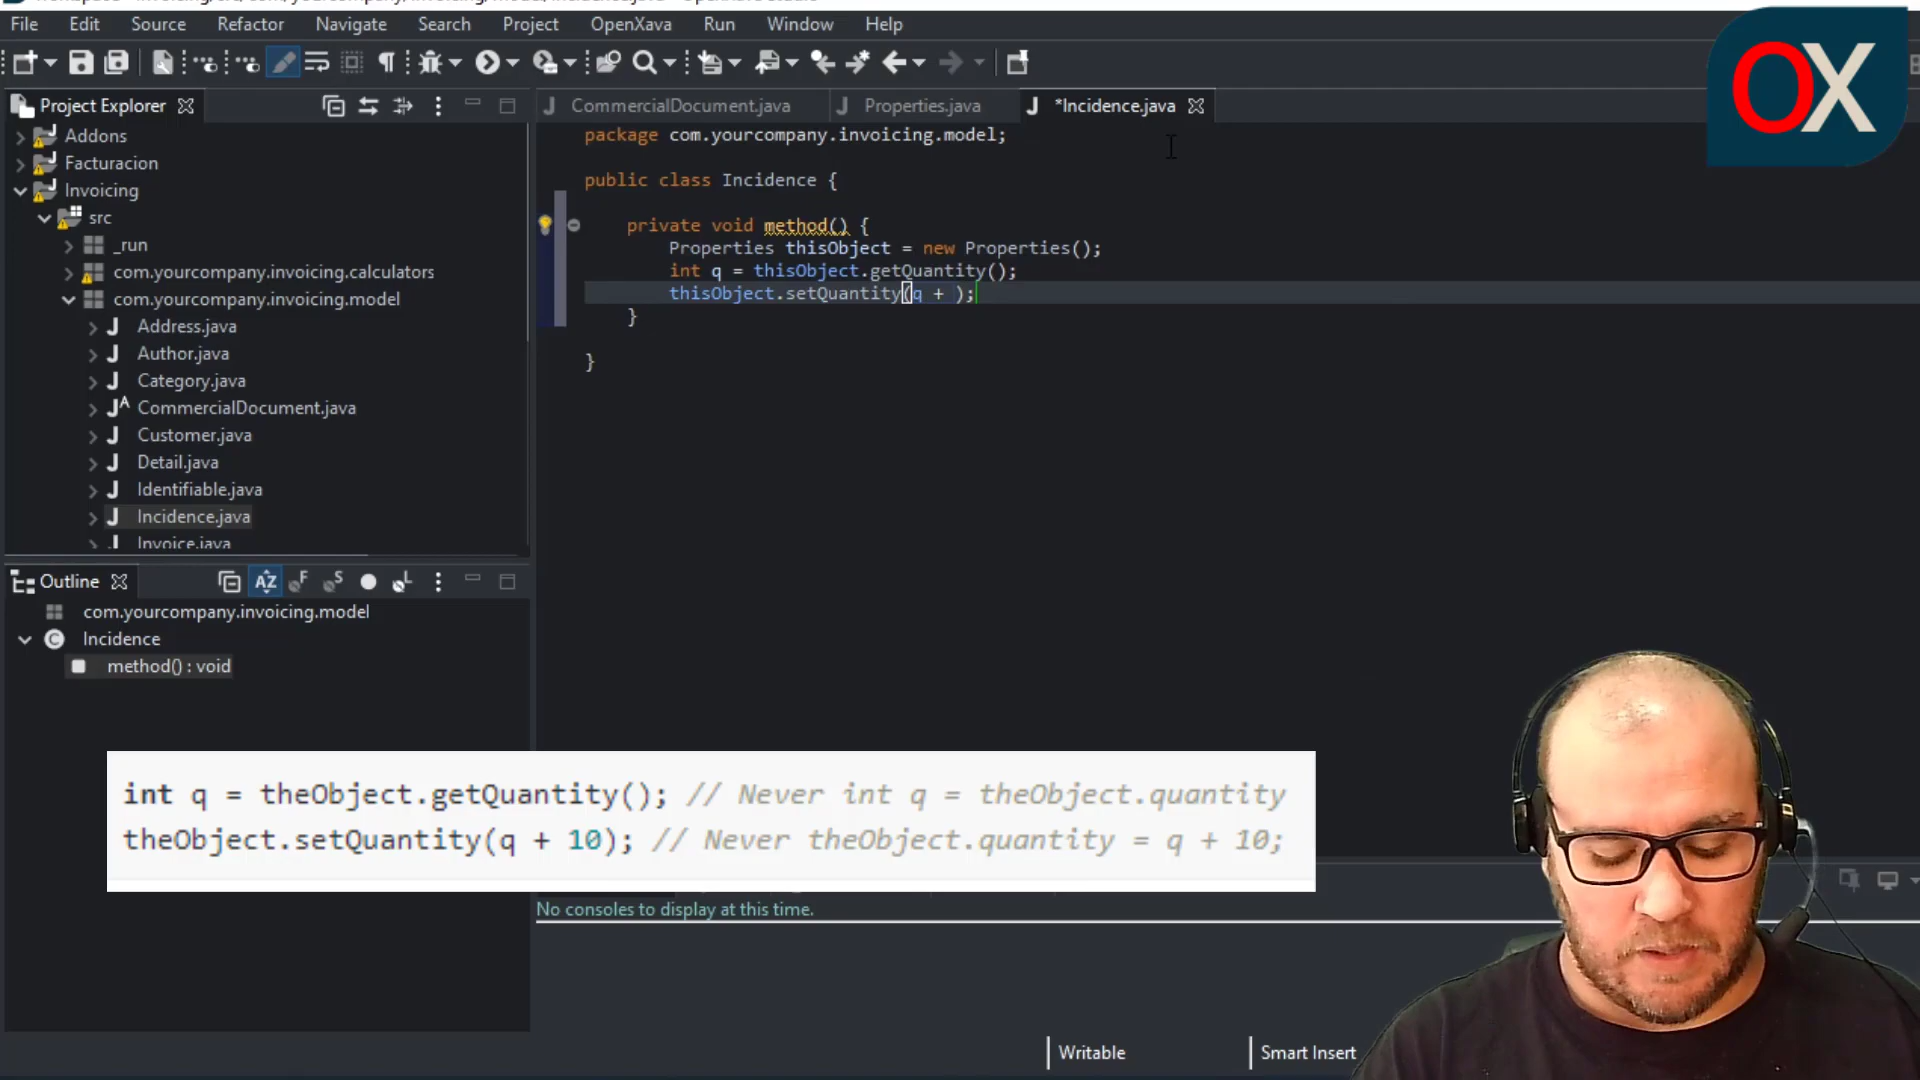 File Edit Source Refactor Navigate Search Project OpenXava Run Window Help
OX
Project Explorer
CommercialDocument.java Properties.java *Incidence.java
Addons
Facturacion
Invoicing
src
_run
com.yourcompany.invoicing.calculators
com.yourcompany.invoicing.model
Address.java
Author.java
Category.java
CommercialDocument.java
Customer.java
Detail.java
Identifiable.java
Incidence.java
Invoice.java
package com.yourcompany.invoicing.model;
public class Incidence {
private void method() {
Properties thisObject = new Properties();
int q = thisObject.getQuantity();
thisObject.setQuantity(q + );
}
}
Outline
com.yourcompany.invoicing.model
Incidence
method() : void
int q = theObject.getQuantity(); // Never int q = theObject.quantity
theObject.setQuantity(q + 10); // Never theObject.quantity = q + 10;
No consoles to display at this time.
Writable Smart Insert